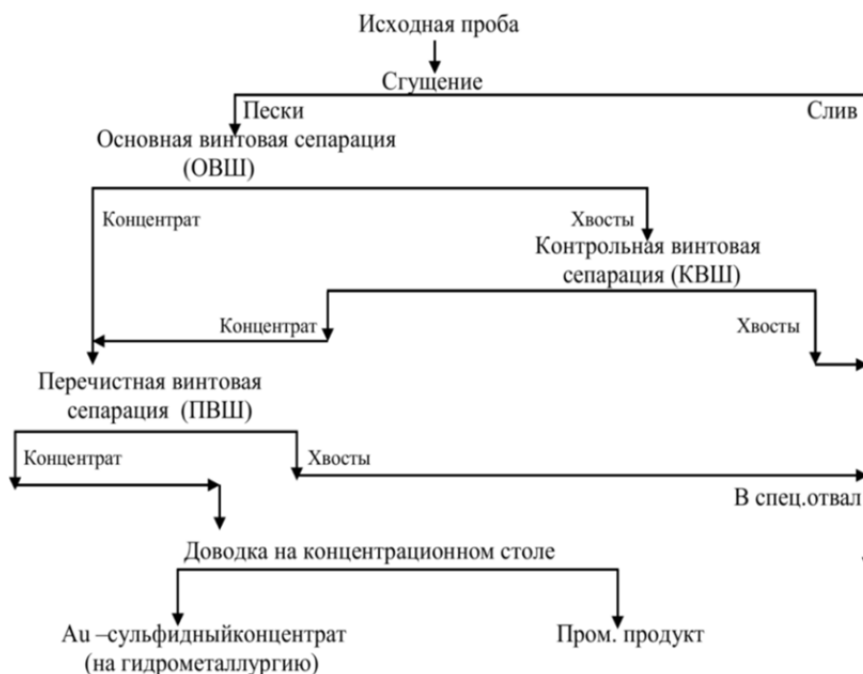 Исходная проба
Сгущение
Пески
Слив
Основная винтовая сепарация
(ОВШ)
Концентрат
Хвосты
Контрольная винтовая
сепарация (КВШ)
Концентрат
Хвосты
Перечистная винтовая
сепарация (ПВШ)
Концентрат
Хвосты
В спец.отвал
Доводка на концентрационном столе
Au –сульфидныйконцентрат
(на гидрометаллургию)
Пром. продукт